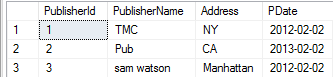 PublisherId PublisherName Address PDate
1 1 TMC NY 2012-02-02
2 2 Pub CA 2013-02-02
3 3 sam watson Manhattan 2012-02-02